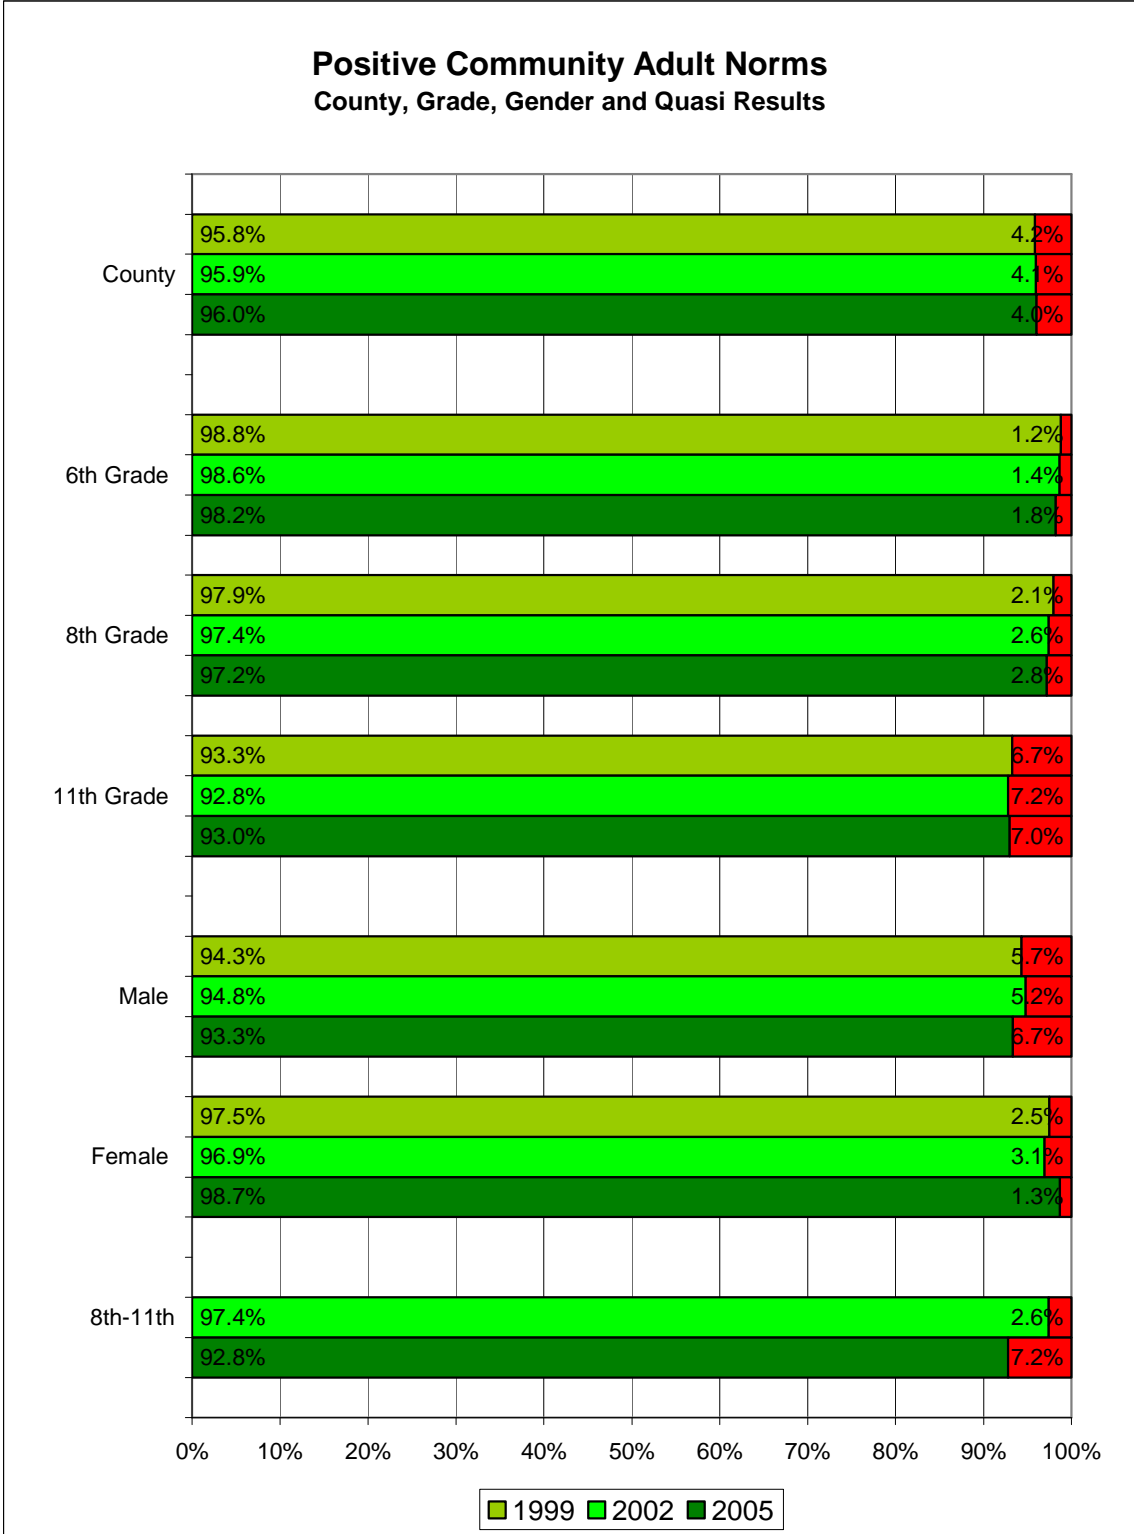 Positive Community Adult Norms
County, Grade, Gender and Quasi Results
95.8% 4.2%
County 95.9% 4.1%
96.0% 4.0%
98.8% 1.2%
6th Grade 98.6% 1.4%
98.2% 1.8%
97.9% 2.1%
8th Grade 97.4% 2.6%
97.2% 2.8%
93.3% 6.7%
11th Grade 92.8% 7.2%
93.0% 7.0%
94.3% 5.7%
Male 94.8% 5.2%
93.3% 6.7%
97.5% 2.5%
Female 96.9% 3.1%
98.7% 1.3%
8th-11th 97.4% 2.6%
92.8% 7.2%
0% 10% 20% 30% 40% 50% 60% 70% 80% 90% 100%
1999 2002 2005